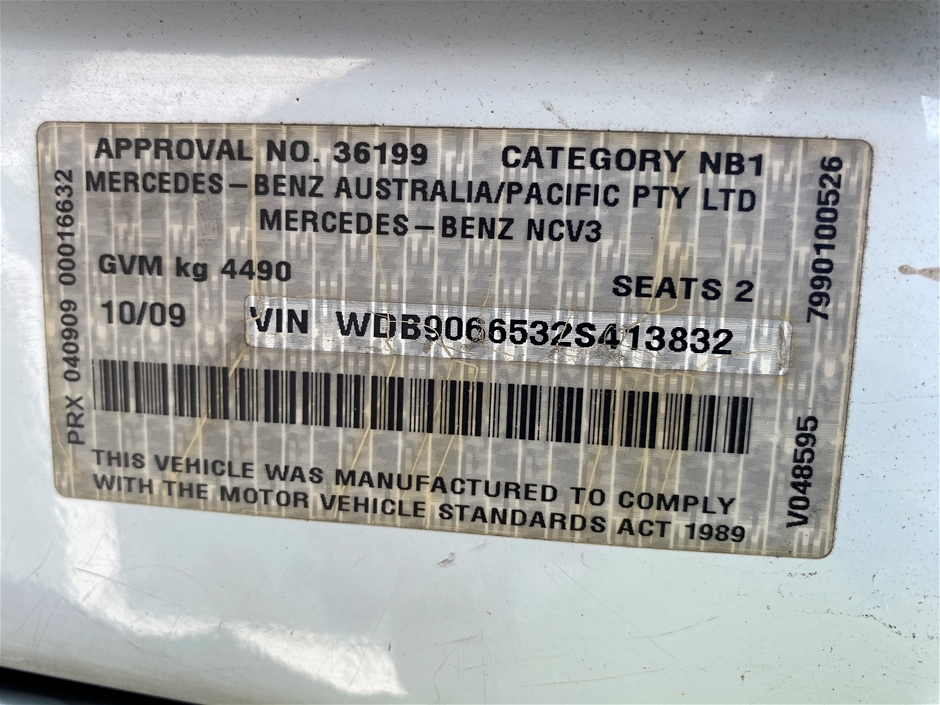 APPROVAL NO. 36199 CATEGORY NB1
MERCEDES-BENZ AUSTRALIA/PACIFIC PTY LTD
MERCEDES-BENZ NCV3
GVM kg 4490 SEATS 2
10/09 VIN WDB9066532S413832
THIS VEHICLE WAS MANUFACTURED TO COMPLY
WITH THE MOTOR VEHICLE STANDARDS ACT 1989
PRX 040909 00016632
V048595 7990100526